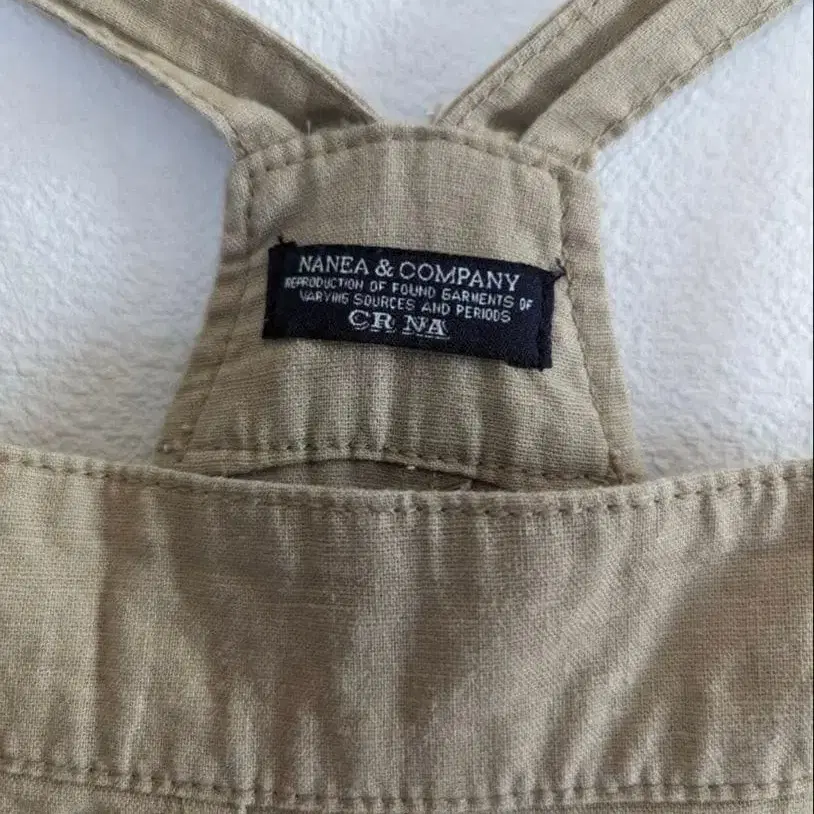 NANEA & COMPANY
REPRODUCTION OF FOUND GARMENTS OF
VARYING SOURCES AND PERIODS
CR NA